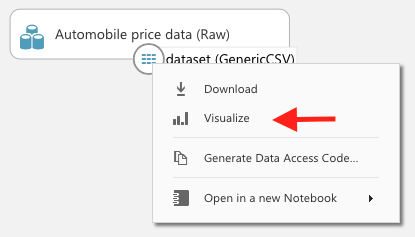 Automobile price data (Raw)
dataset (GenericCSV)
Download
Visualize
Generate Data Access Code...
Open in a new Notebook